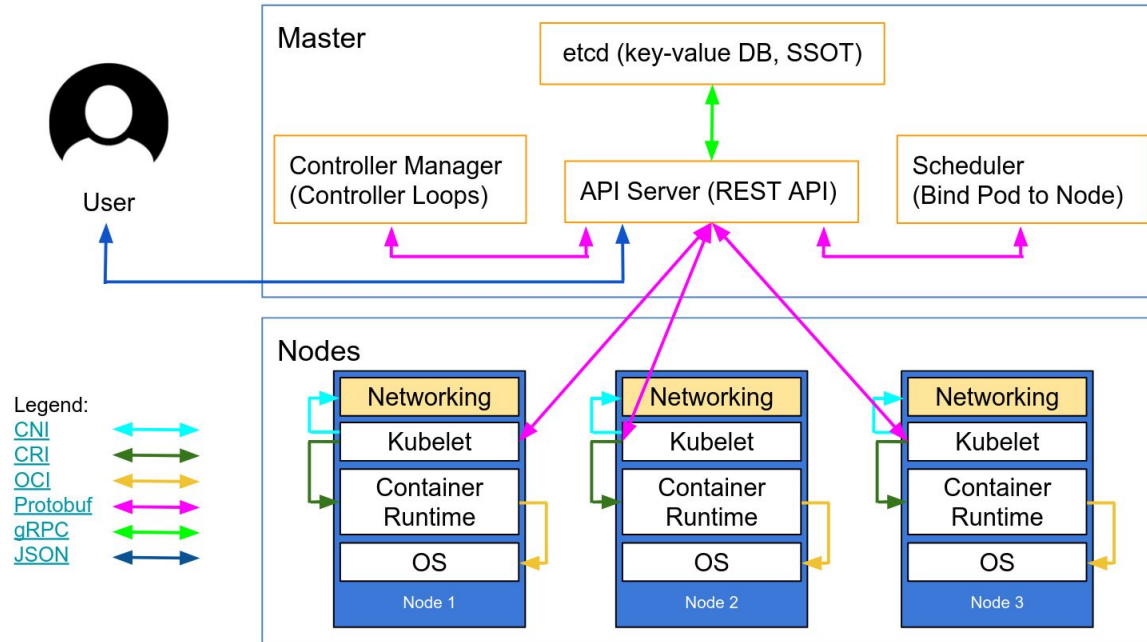 Master
etcd (key-value DB, SSOT)
Controller Manager
(Controller Loops)
API Server (REST API)
Scheduler
(Bind Pod to Node)
User
Nodes
Networking
Kubelet
Container
Runtime
OS
Node 1
Networking
Kubelet
Container
Runtime
OS
Node 2
Networking
Kubelet
Container
Runtime
OS
Node 3
Legend:
CNI
CRI
OCI
Protobuf
gRPC
JSON